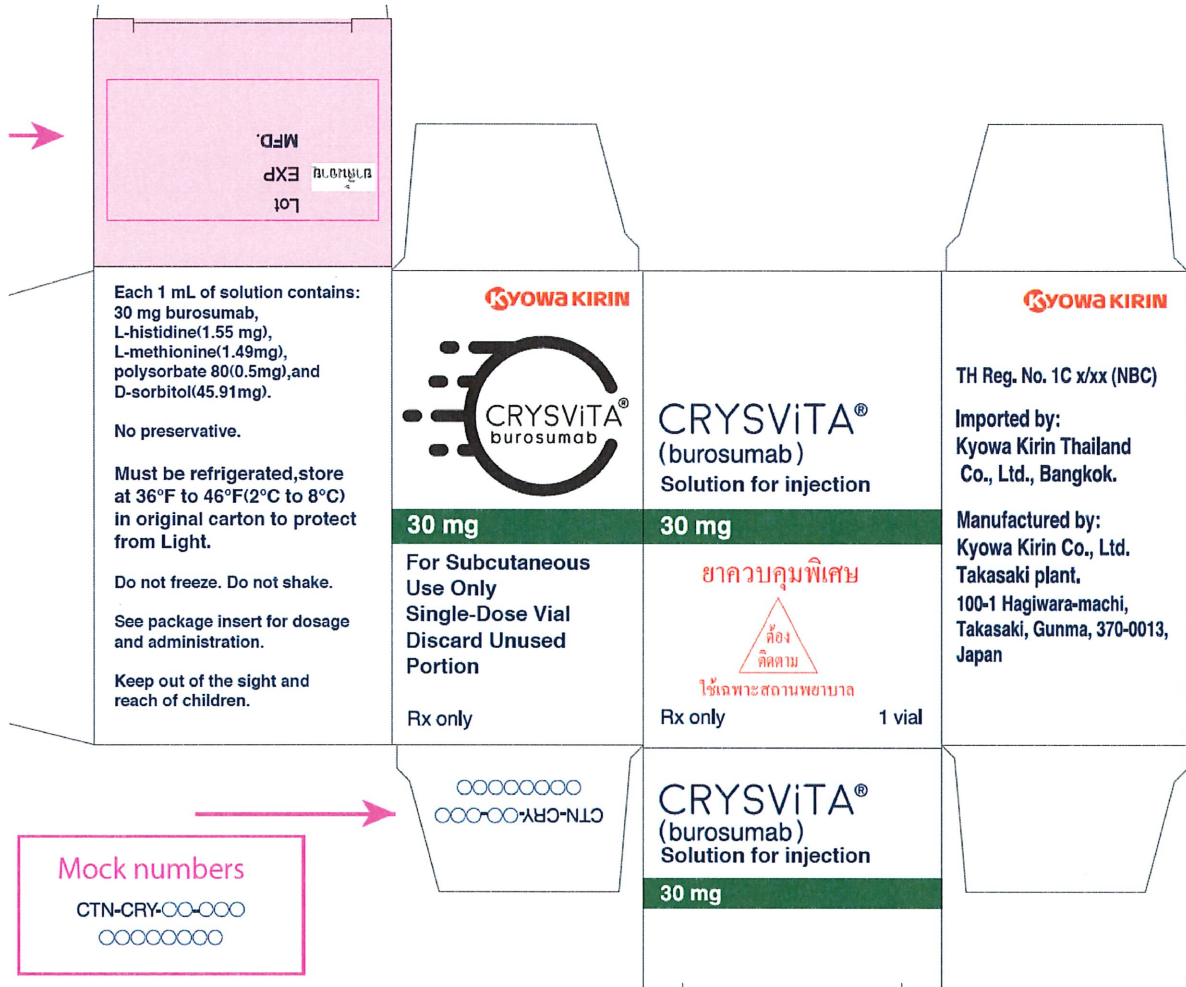 MFD.
EXP ยาสิ้นอายุ
Lot
Each 1 mL of solution contains:
30 mg burosumab,
L-histidine(1.55 mg),
L-methionine(1.49mg),
polysorbate 80(0.5mg),and
D-sorbitol(45.91mg).
No preservative.
Must be refrigerated,store
at 36°F to 46°F(2°C to 8°C)
in original carton to protect
from Light.
Do not freeze. Do not shake.
See package insert for dosage
and administration.
Keep out of the sight and
reach of children.
KYOWA KIRIN
CRYSViTA®
burosumab
30 mg
For Subcutaneous
Use Only
Single-Dose Vial
Discard Unused
Portion
Rx only
CRYSViTA®
(burosumab)
Solution for injection
30 mg
ยาควบคุมพิเศษ
ต้อง
ติดตาม
ใช้เฉพาะสถานพยาบาล
Rx only 1 vial
KYOWA KIRIN
TH Reg. No. 1C x/xx (NBC)
Imported by:
Kyowa Kirin Thailand
Co., Ltd., Bangkok.
Manufactured by:
Kyowa Kirin Co., Ltd.
Takasaki plant.
100-1 Hagiwara-machi,
Takasaki, Gunma, 370-0013,
Japan
CTN-CRY-○○-○○○
○○○○○○○○
CRYSViTA®
(burosumab)
Solution for injection
30 mg
Mock numbers
CTN-CRY-○○-○○○
○○○○○○○○